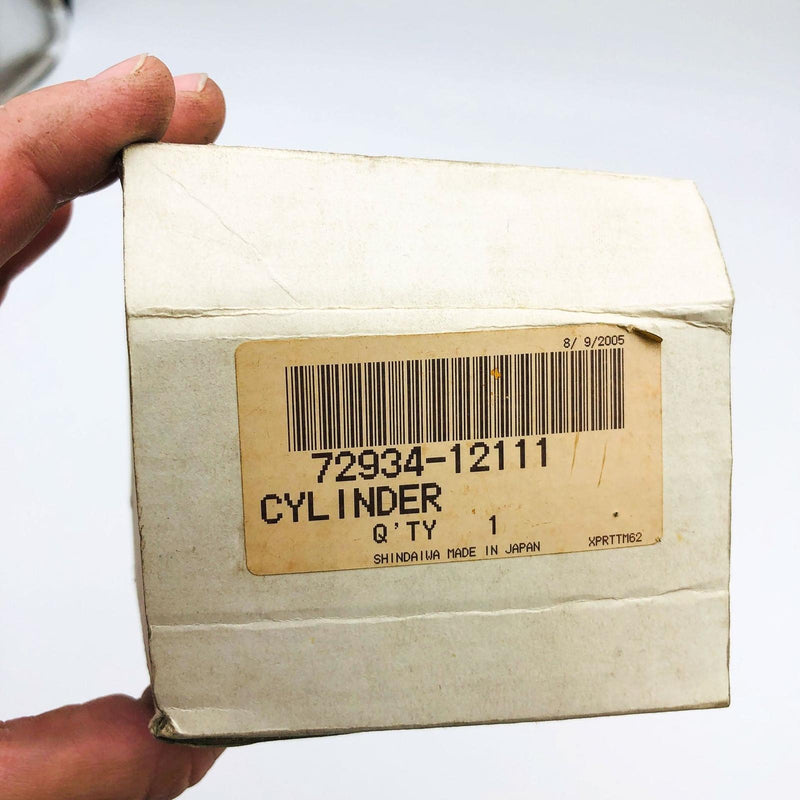 8/ 9/2005
72934-12111
CYLINDER
Q'TY 1
SHINDAIWA MADE IN JAPAN
XPRTTM62